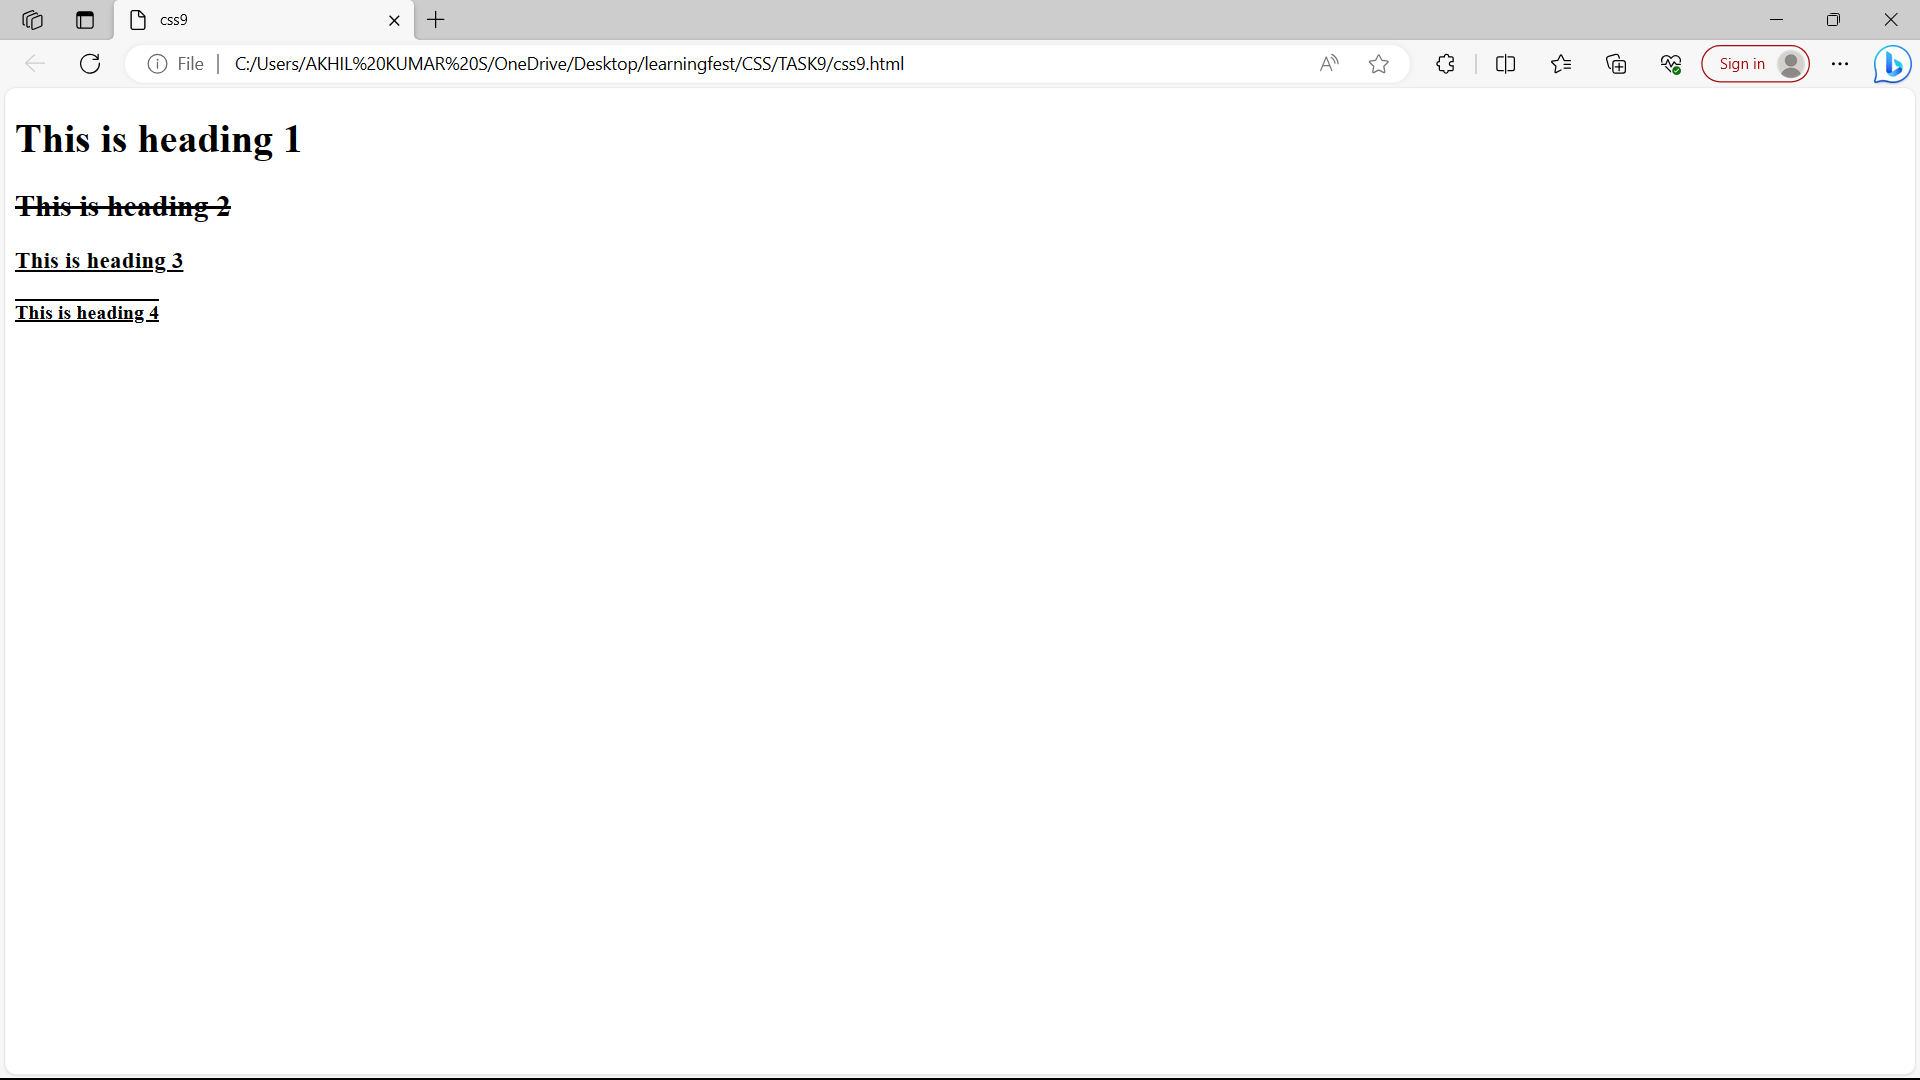 css9
File C:/Users/AKHIL%20KUMAR%20S/OneDrive/Desktop/learningfest/CSS/TASK9/css9.html A Sign in
This is heading 1
This is heading 2
This is heading 3
This is heading 4